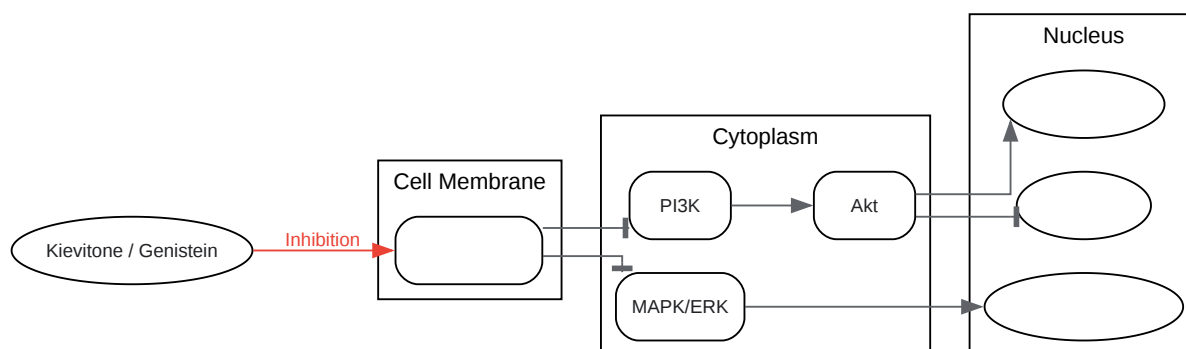 Nucleus
Cytoplasm
Cell Membrane
PI3K
Akt
Inhibition
Kievitone / Genistein
MAPK/ERK